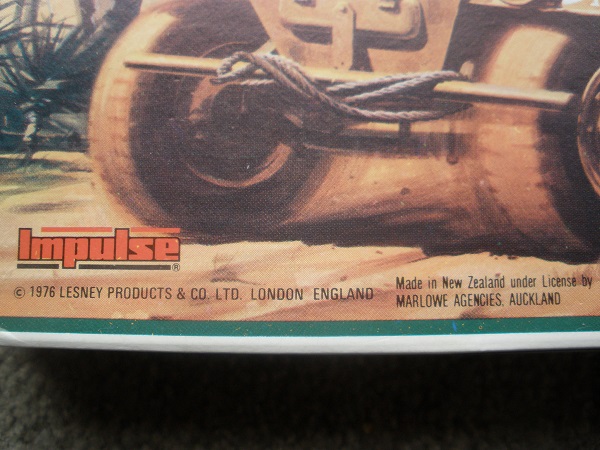 Impulse®
© 1976 LESNEY PRODUCTS & CO. LTD. LONDON ENGLAND
Made in New Zealand under License by
MARLOWE AGENCIES, AUCKLAND